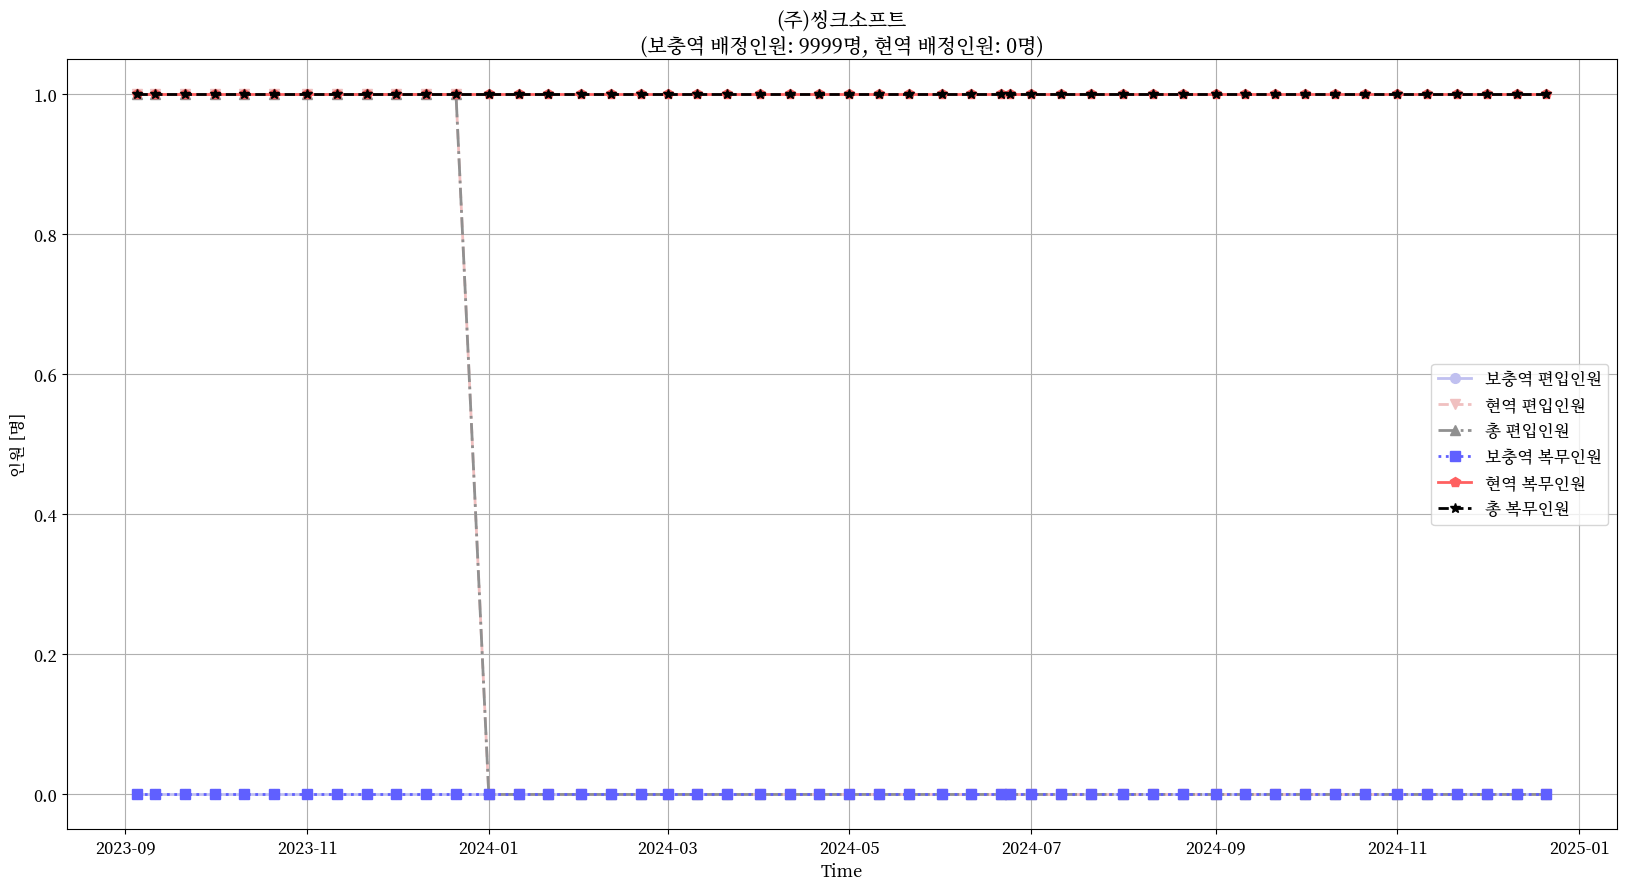 (주)씽크소프트
(보충역 배정인원: 9999명, 현역 배정인원: 0명)
인원 [명]
1.0
0.8
0.6
0.4
0.2
0.0
보충역 편입인원
현역 편입인원
총 편입인원
보충역 복무인원
현역 복무인원
총 복무인원
2023-09 2023-11 2024-01 2024-03 2024-05 2024-07 2024-09 2024-11 2025-01
Time